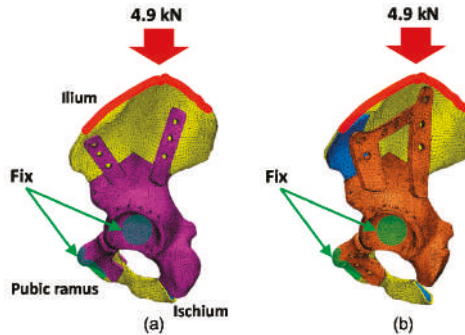 4.9 kN
4.9 kN
Ilium
Fix
Fix
Pubic ramus
Ischium
(a)
(b)